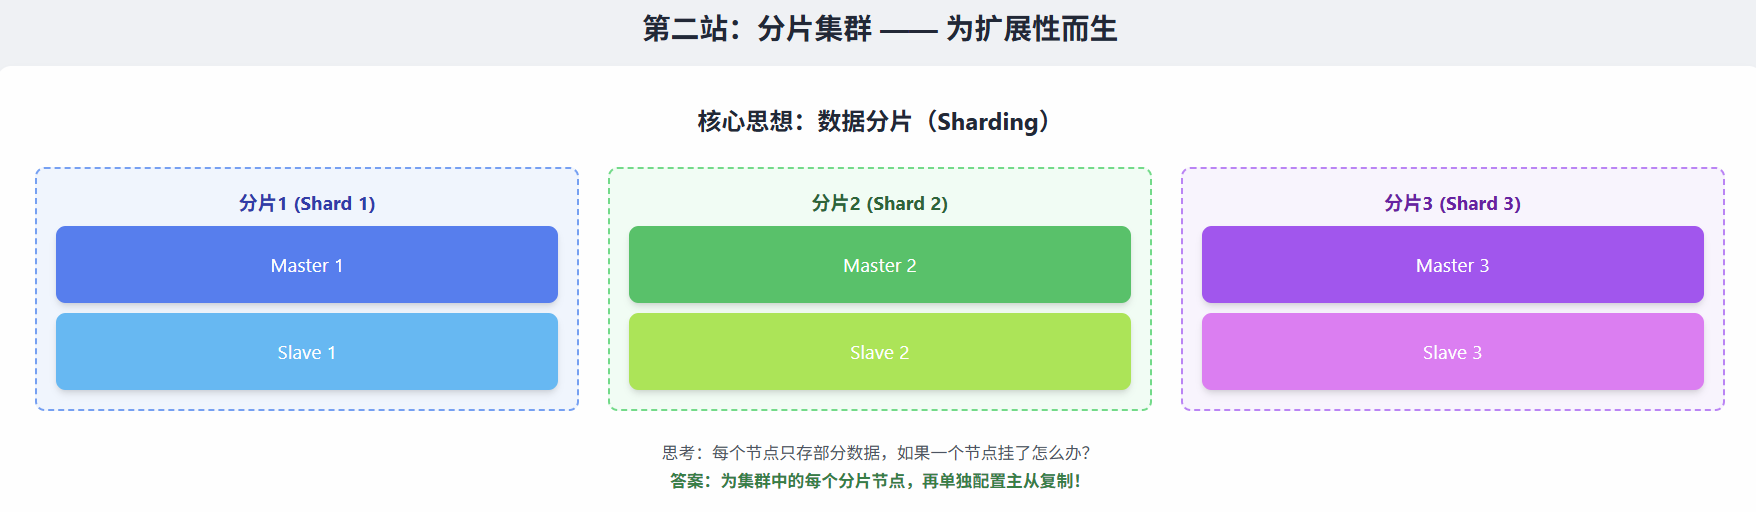 第二站：分片集群 —— 为扩展性而生
核心思想：数据分片（Sharding）
分片1 (Shard 1)
Master 1
Slave 1
分片2 (Shard 2)
Master 2
Slave 2
分片3 (Shard 3)
Master 3
Slave 3
思考：每个节点只存部分数据，如果一个节点挂了怎么办？
答案：为集群中的每个分片节点，再单独配置主从复制！